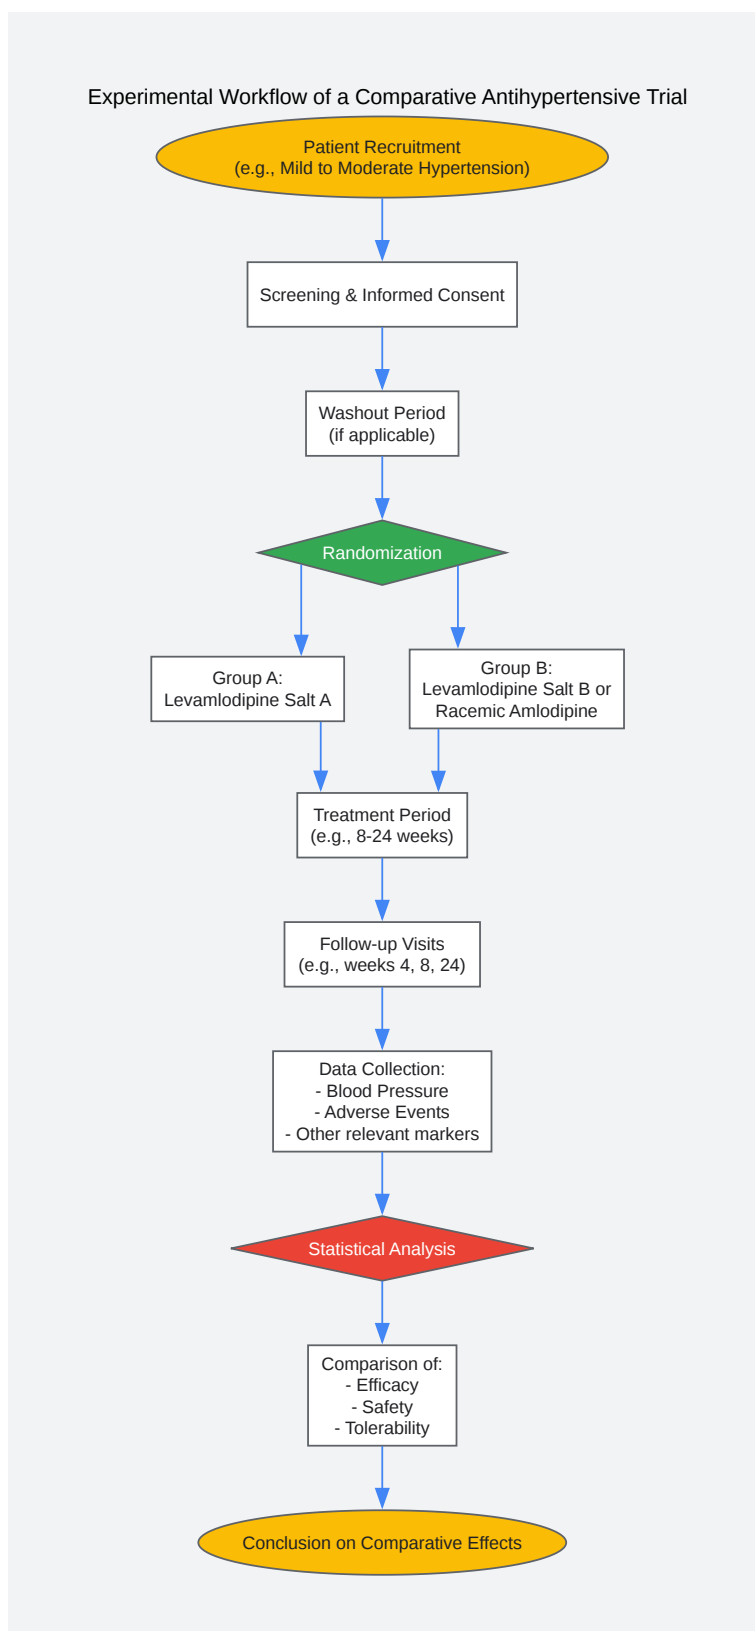 Experimental Workflow of a Comparative Antihypertensive Trial
Patient Recruitment
(e.g., Mild to Moderate Hypertension)
Screening & Informed Consent
Washout Period
(if applicable)
Randomization
Group A:
Levamlodipine Salt A
Group B:
Levamlodipine Salt B or
Racemic Amlodipine
Treatment Period
(e.g., 8-24 weeks)
Follow-up Visits
(e.g., weeks 4, 8, 24)
Data Collection:
- Blood Pressure
- Adverse Events
- Other relevant markers
Statistical Analysis
Comparison of:
- Efficacy
- Safety
- Tolerability
Conclusion on Comparative Effects